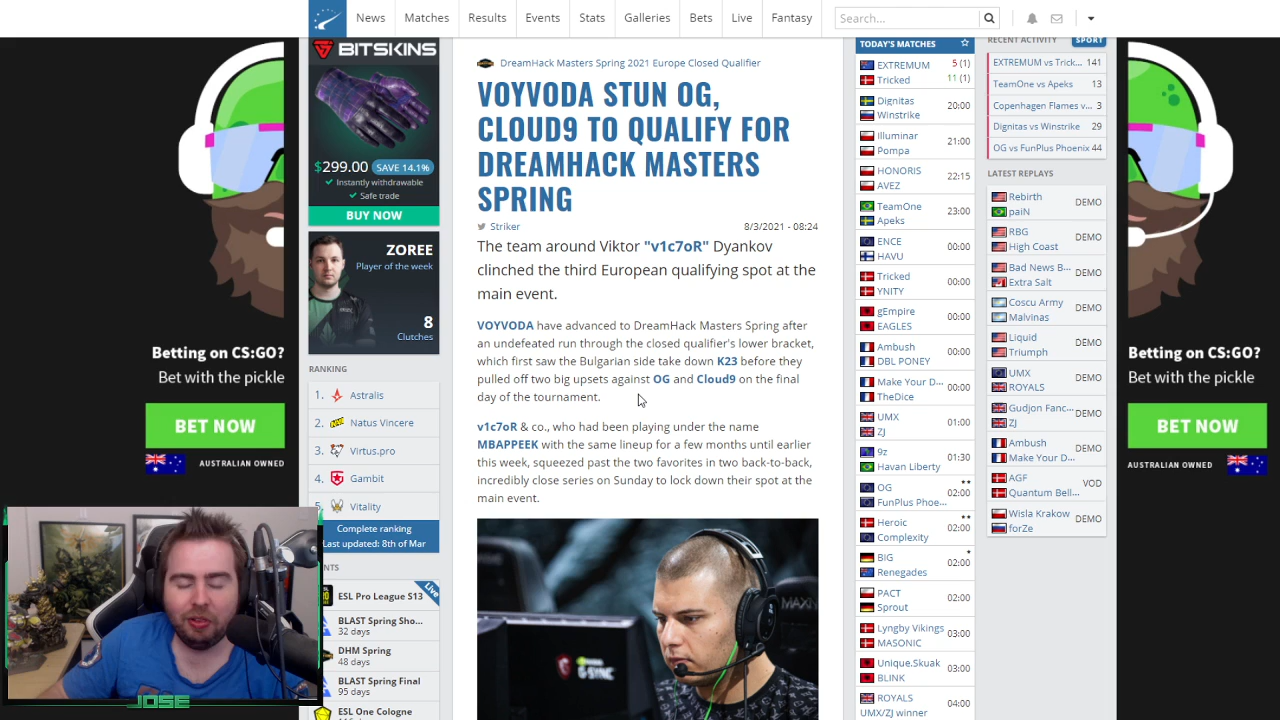 News
Matches
Results
Events
Stats
Galleries
Bets
Live
Fantasy
Search...
BITSKINS
$299.00 SAVE 14.1%
Instantly withdrawable
Safe trade
BUY NOW
ZOREE
Player of the week
8
Clutches
RANKING
1. Astralis
2. Natus Vincere
3. Virtus.pro
4. Gambit
5. Vitality
Complete ranking
Last updated: 8th of Mar
ESL Pro League S13
Live
BLAST Spring Sho...
32 days
DHM Spring
48 days
BLAST Spring Final
95 days
ESL One Cologne
JOSE
Betting on CS:GO?
Bet with the pickle
BET NOW
AUSTRALIAN OWNED
DreamHack Masters Spring 2021 Europe Closed Qualifier
VOYVODA STUN OG,
CLOUD9 TO QUALIFY FOR
DREAMHACK MASTERS
SPRING
Striker 8/3/2021 - 08:24
The team around Viktor "v1c7oR" Dyankov
clinched the third European qualifying spot at the
main event.
VOYVODA have advanced to DreamHack Masters Spring after
an undefeated run through the closed qualifier's lower bracket,
which first saw the Bulgarian side take down K23 before they
pulled off two big upsets against OG and Cloud9 on the final
day of the tournament.
v1c7oR & co., who had been playing under the name
MBAPPEEK with the same lineup for a few months until earlier
this week, squeezed past the two favorites in two back-to-back,
incredibly close series on Sunday to lock down their spot at the
main event.
TODAY'S MATCHES
EXTREMUM 5 (1)
Tricked 11 (1)
Dignitas
Winstrike 20:00
Illuminar
Pompa 21:00
HONORIS
AVEZ 22:15
TeamOne
Apeks 23:00
ENCE
HAVU 00:00
Tricked
YNITY 00:00
gEmpire
EAGLES 00:00
Ambush
DBL PONEY 00:00
Make Your D...
TheDice 00:00
UMX
ZJ 01:00
9z
Havan Liberty 01:30
OG
FunPlus Phoe... 02:00
Heroic
Complexity 02:00
BIG
Renegades 02:00
PACT
Sprout 02:00
Lyngby Vikings
MASONIC 03:00
Unique.Skuak
BLINK 03:00
ROYALS
UMX/ZJ winner 04:00
RECENT ACTIVITY SPORT
EXTREMUM vs Trick... 141
TeamOne vs Apeks 13
Copenhagen Flames v... 3
Dignitas vs Winstrike 29
OG vs FunPlus Phoenix 44
LATEST REPLAYS
Rebirth
paiN DEMO
RBG
High Coast DEMO
Bad News B...
Extra Salt DEMO
Coscu Army
Malvinas DEMO
Liquid
Triumph DEMO
UMX
ROYALS DEMO
Gudjon Fanc...
ZJ DEMO
Ambush
Make Your D... DEMO
AGF
Quantum Bell... VOD
Wisla Krakow
forZe DEMO
Betting on CS:GO?
Bet with the pickle
BET NOW
AUSTRALIAN OWNED